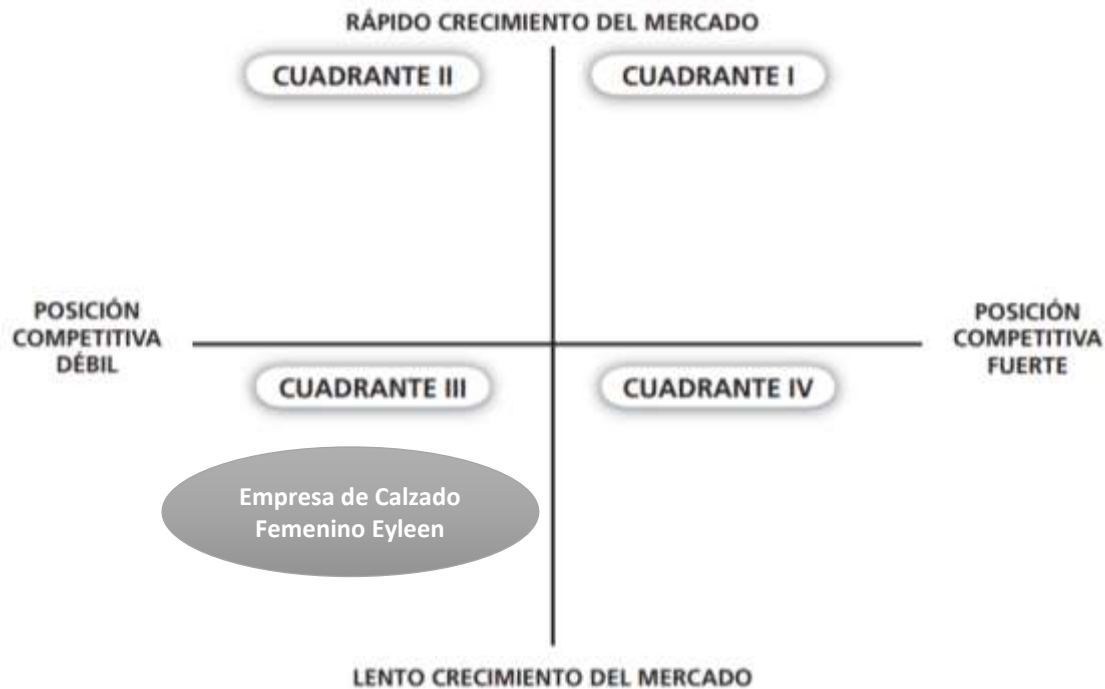 RÁPIDO CRECIMIENTO DEL MERCADO
CUADRANTE II
CUADRANTE I
POSICIÓN
COMPETITIVA
DÉBIL
POSICIÓN
COMPETITIVA
FUERTE
CUADRANTE III
CUADRANTE IV
Empresa de Calzado
Femenino Eyleen
LENTO CRECIMIENTO DEL MERCADO